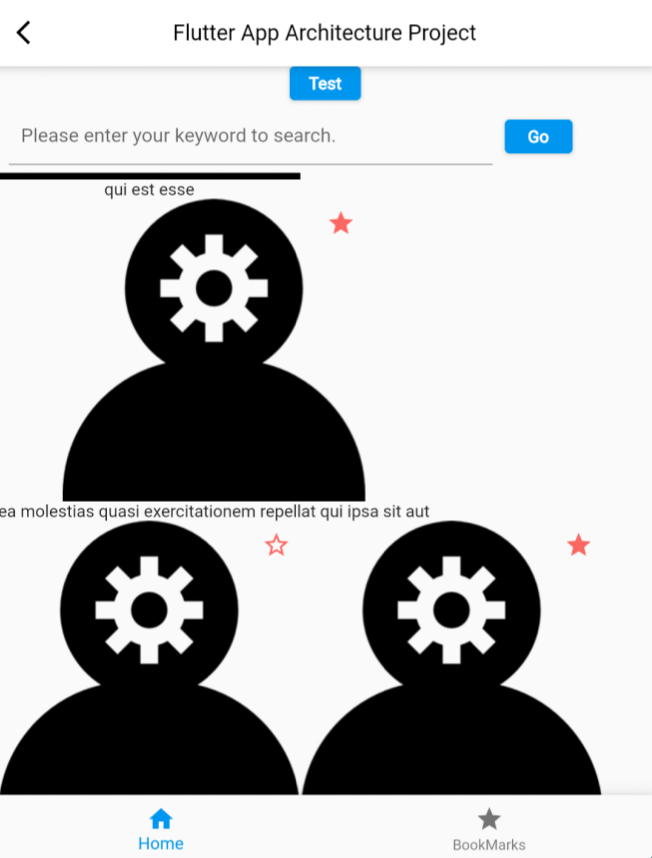 Flutter App Architecture Project
Test
Please enter your keyword to search.
Go
qui est esse
ea molestias quasi exercitationem repellat qui ipsa sit aut
Home
BookMarks